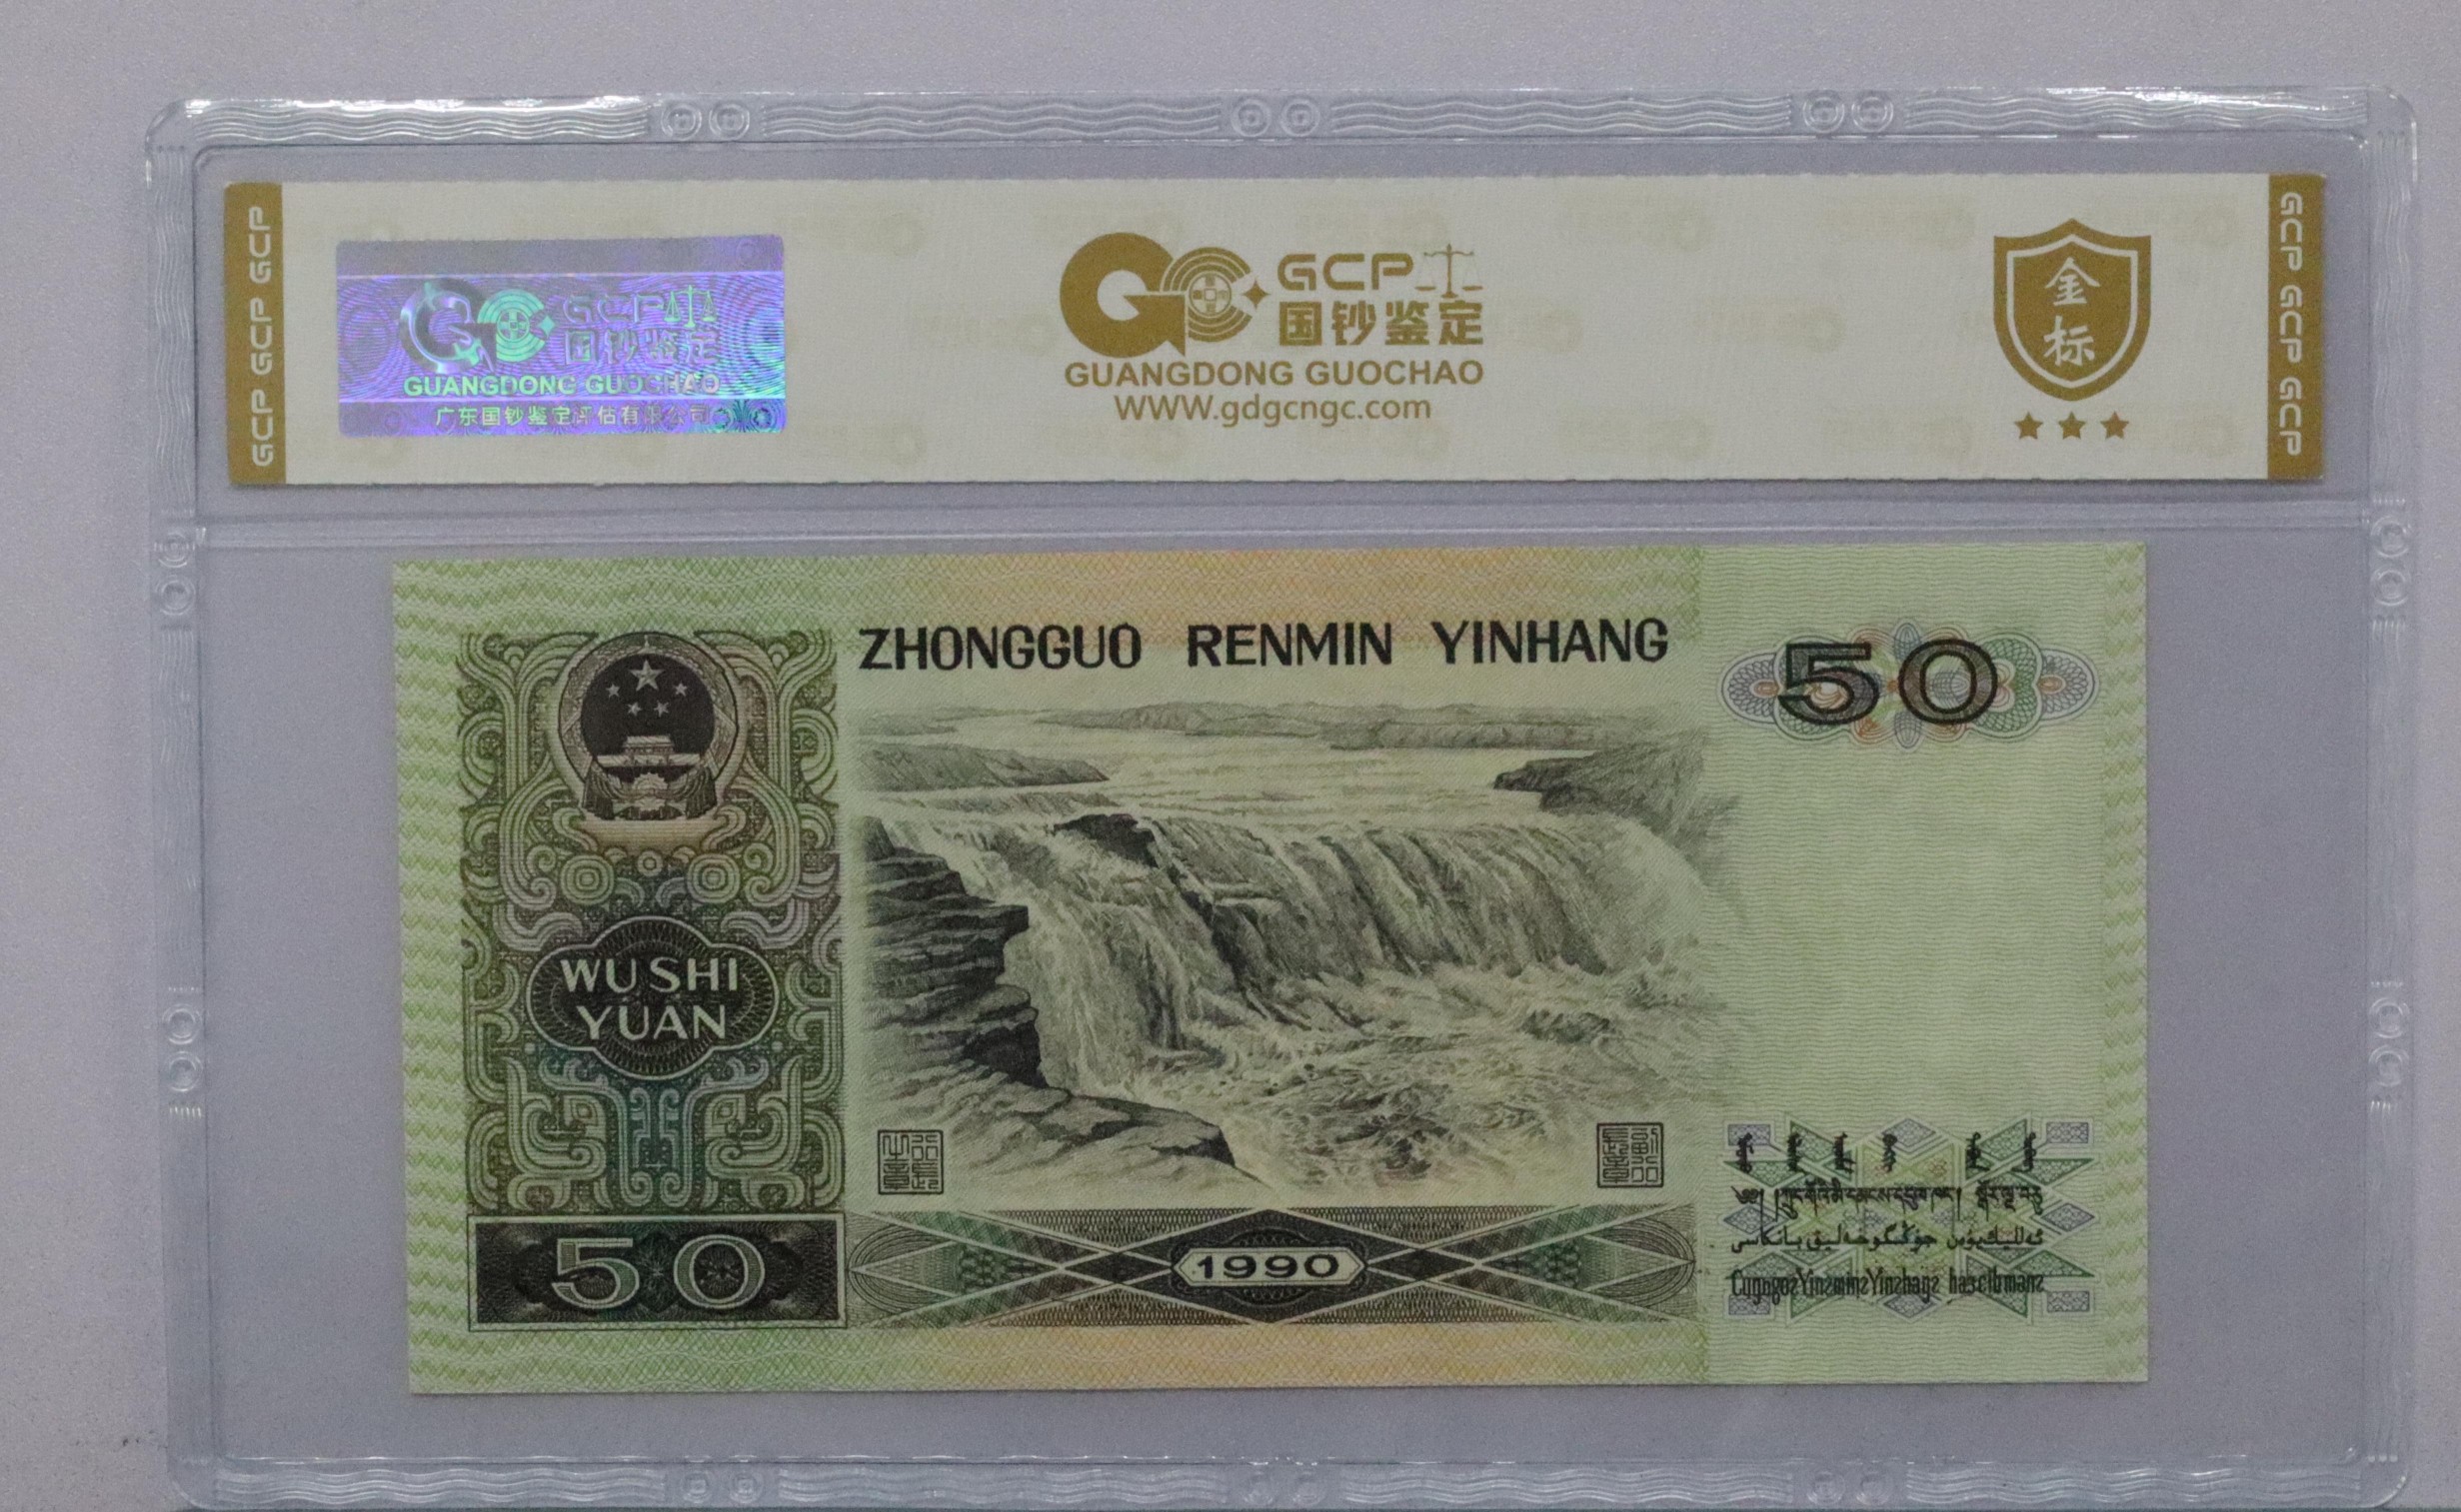 GCP GCP GCP
GCP
国钞鉴定
GUANGDONG GUOCHAO
广东国钞鉴定评估有限公司
GCP
国钞鉴定
GUANGDONG GUOCHAO
WWW.gdgcngc.com
金
标
GCP GCP GCP
ZHONGGUO RENMIN YINHANG
50
WU SHI
YUAN
50
1990